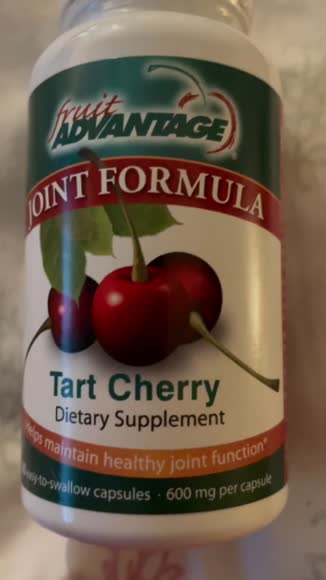 fruit
ADVANTAGE
JOINT FORMULA
Tart Cherry
Dietary Supplement
Helps maintain healthy joint function*
easy-to-swallow capsules · 600 mg per capsule